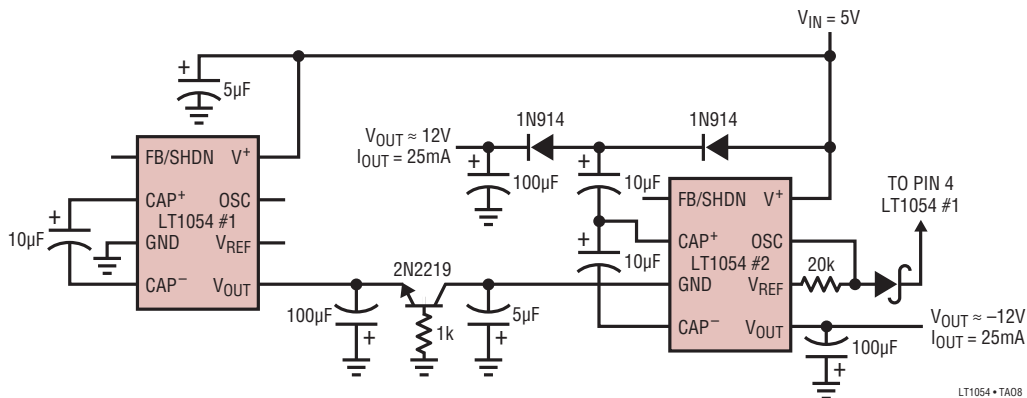 V_IN = 5V
+
5µF
1N914
1N914
V_OUT ≈ 12V
I_OUT = 25mA
+
100µF
+
10µF
+
10µF
FB/SHDN V⁺
CAP⁺ OSC
LT1054 #1
GND V_REF
CAP⁻ V_OUT
+
10µF
FB/SHDN V⁺
CAP⁺ OSC
LT1054 #2
GND V_REF
CAP⁻ V_OUT
TO PIN 4
LT1054 #1
20k
2N2219
100µF
+
1k
5µF
+
V_OUT ≈ –12V
I_OUT = 25mA
100µF
+
LT1054 • TA08